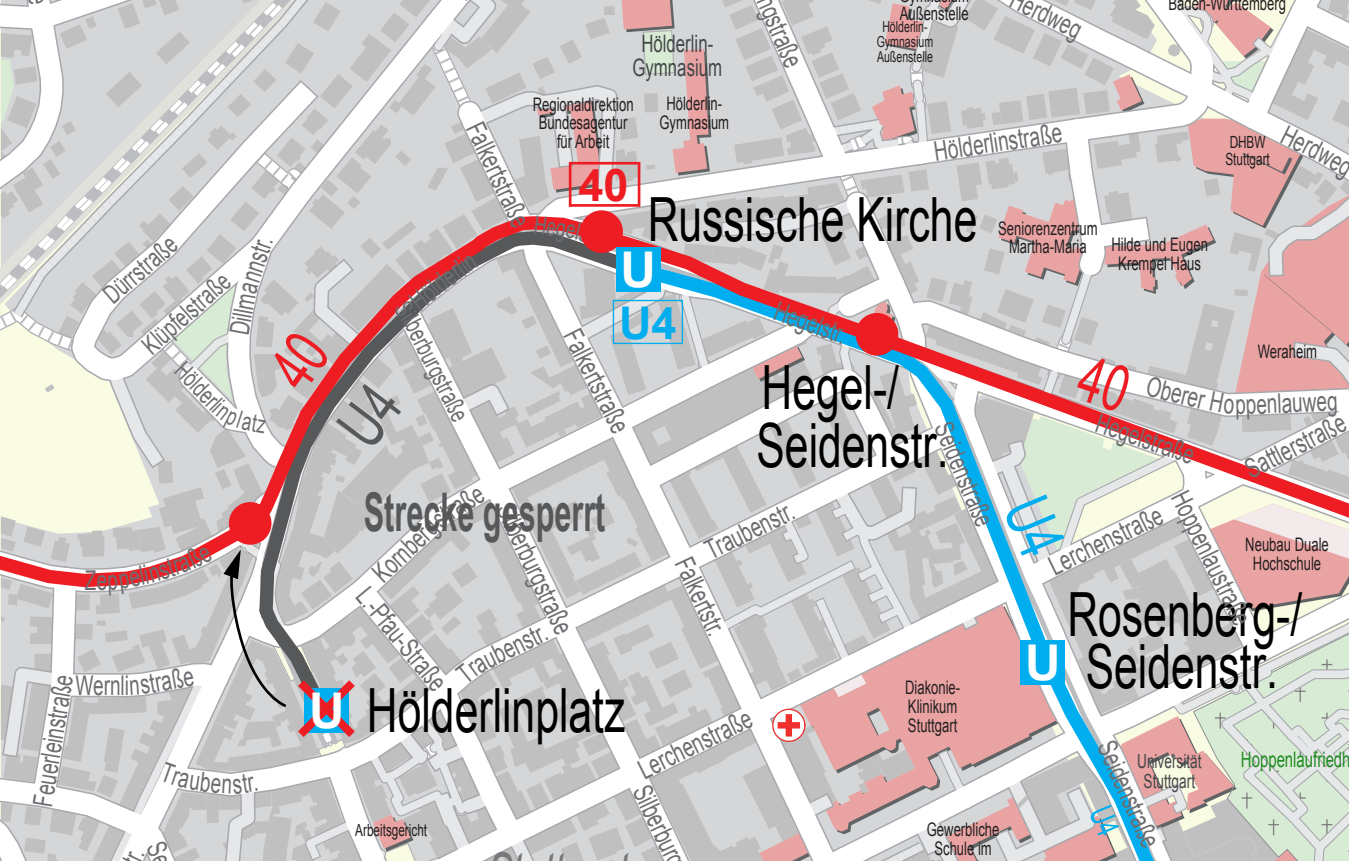 Außenstelle
Baden-Württemberg
Herdweg
Hölderlin-
Gymnasium
Außenstelle
Hölderlin-
Gymnasium
Regionaldirektion
Bundesagentur
für Arbeit
Hölderlin-
Gymnasium
Falkertstraße
Hölderlinstraße
DHBW
Stuttgart
Herdweg
40
Russische Kirche
Seniorenzentrum
Martha-Maria
Hilde und Eugen
Krempel Haus
Dürrstraße
Klüpfelstraße
Dillmannstr.
U
U4
Hegelstr.
Falkertstraße
Weraheim
40
U4
Hölderlinplatz
Hegel-/
Seidenstr.
40
Oberer Hoppenlauweg
Hegelstraße
Sattlerstraße
Seidenstraße
Strecke gesperrt
Traubenstr.
U4
Lerchenstraße
Hoppenlaustraße
Neubau Duale
Hochschule
Zeppelinstraße
Kornbergstraße
Silberburgstraße
Falkertstr.
L.-Pfau-Straße
Traubenstr.
Rosenberg-/
Seidenstr.
U
Wernlinstraße
Feuerleinstraße
U
Hölderlinplatz
Diakonie-
Klinikum
Stuttgart
Lerchenstraße
Traubenstr.
Seidenstraße
Universität
Stuttgart
Hoppenlaufriedh
U4
Silberburg
Arbeitsgericht
Gewerbliche
Schule im